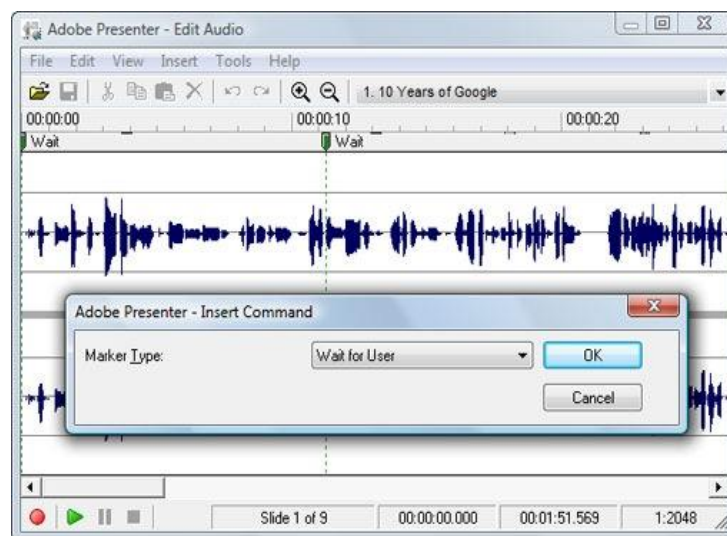 Adobe Presenter - Edit Audio
File Edit View Insert Tools Help
1. 10 Years of Google
00:00:00 00:00:10 00:00:20
Wait Wait
Adobe Presenter - Insert Command
Marker Type: Wait for User OK
Cancel
Slide 1 of 9 00:00:00.000 00:01:51.569 1:2048